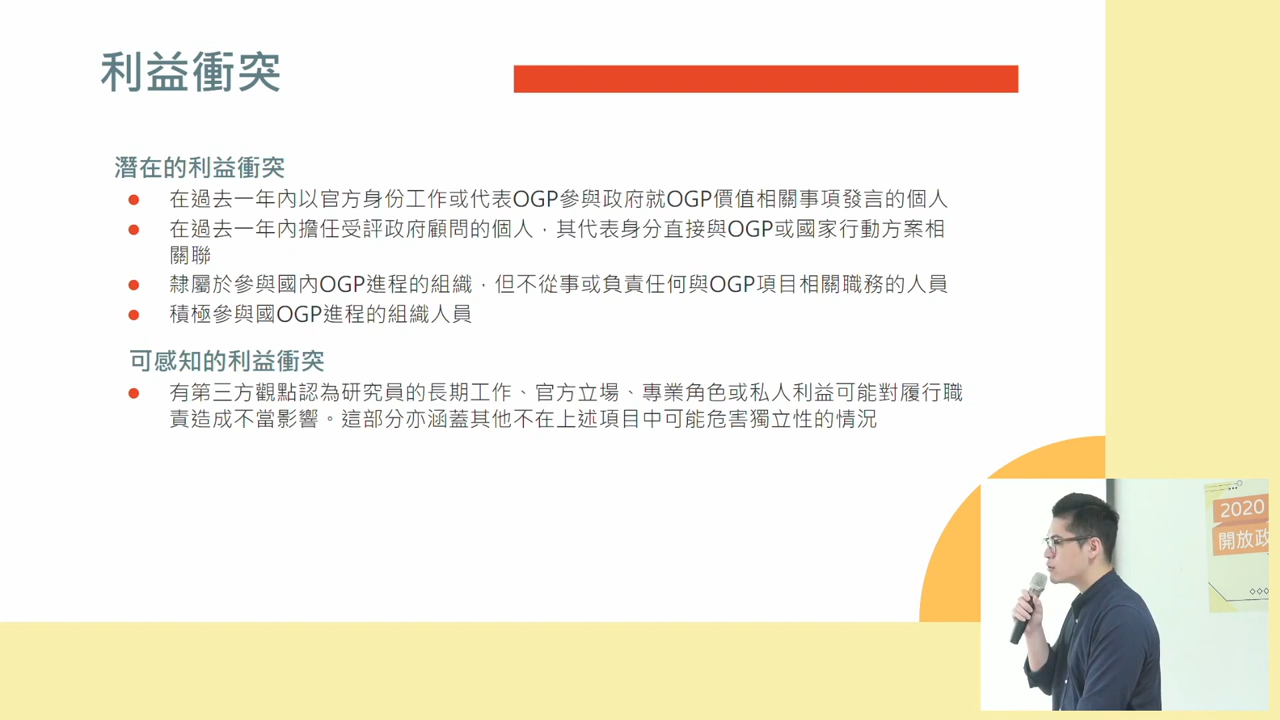 利益衝突
潛在的利益衝突
在過去一年內以官方身份工作或代表OGP參與政府就OGP價值相關事項發言的個人
在過去一年內擔任受評政府顧問的個人，其代表身分直接與OGP或國家行動方案相
關聯
隸屬於參與國內OGP進程的組織，但不從事或負責任何與OGP項目相關職務的人員
積極參與國OGP進程的組織人員
可感知的利益衝突
有第三方觀點認為研究員的長期工作、官方立場、專業角色或私人利益可能對履行職
責造成不當影響。這部分亦涵蓋其他不在上述項目中可能危害獨立性的情況
2020
開放政